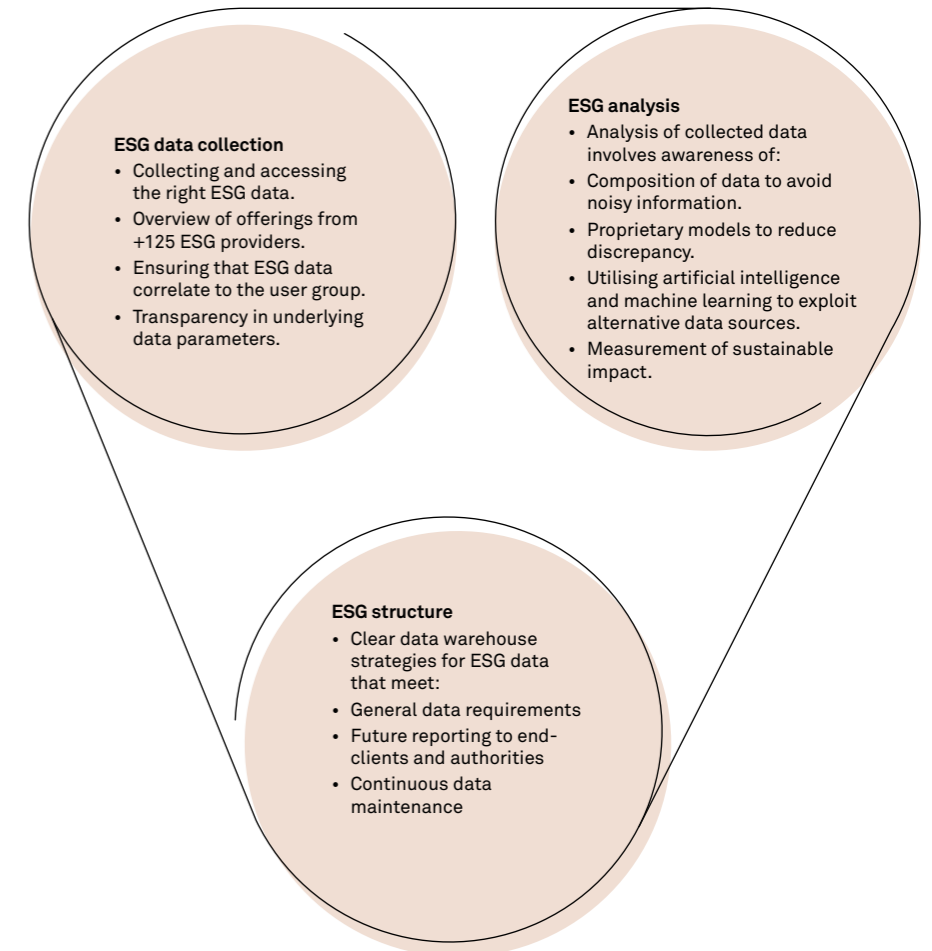 ESG data collection
• Collecting and accessing
the right ESG data.
• Overview of offerings from
+125 ESG providers.
• Ensuring that ESG data
correlate to the user group.
• Transparency in underlying
data parameters.
ESG analysis
• Analysis of collected data
involves awareness of:
• Composition of data to avoid
noisy information.
• Proprietary models to reduce
discrepancy.
• Utilising artificial intelligence
and machine learning to exploit
alternative data sources.
• Measurement of sustainable
impact.
ESG structure
• Clear data warehouse
strategies for ESG data
that meet:
• General data requirements
• Future reporting to end-
clients and authorities
• Continuous data
maintenance